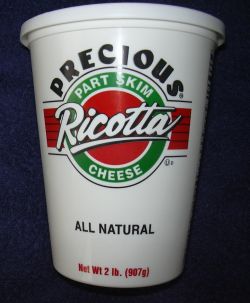 PRECIOUS®
PART SKIM
Ricotta
CHEESE
ALL NATURAL
Net Wt 2 lb. (907g)